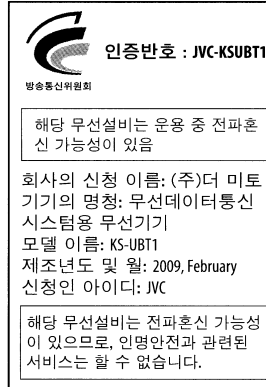 인증번호 : JVC-KSUBT1
방송통신위원회
해당 무선설비는 운용 중 전파혼
신 가능성이 있음
회사의 신청 이름: (주)더 미토
기기의 명청: 무선데이터통신
시스템용 무선기기
모델 이름: KS-UBT1
제조년도 및 월: 2009, February
신청인 아이디: JVC
해당 무선설비는 전파혼신 가능성
이 있으므로, 인명안전과 관련된
서비스는 할 수 없습니다.